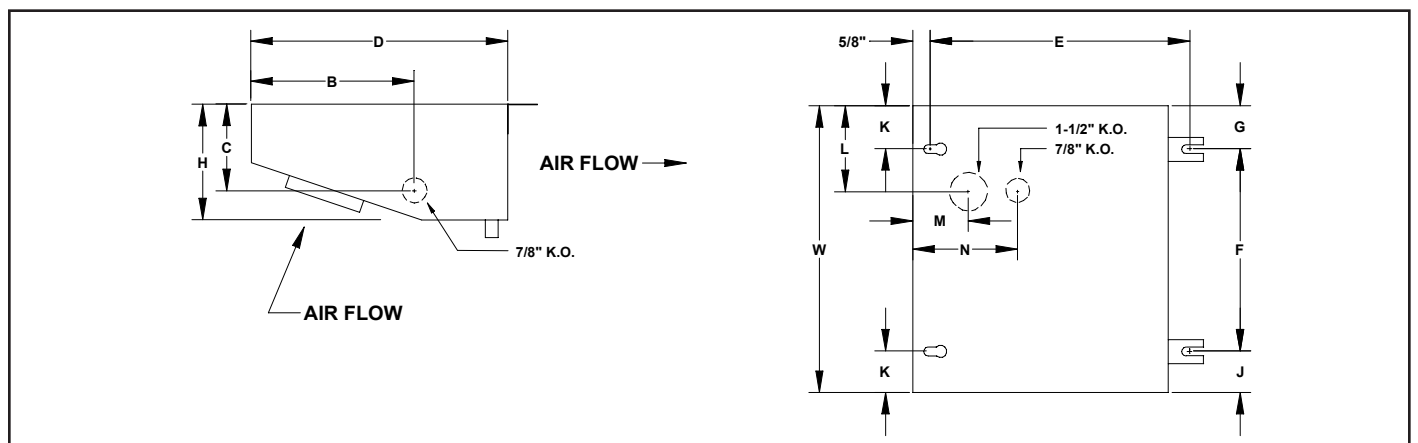 D
B
C
H
AIR FLOW
7/8" K.O.
AIR FLOW
5/8"
E
K
G
L
1-1/2" K.O.
7/8" K.O.
M
N
W
F
K
J